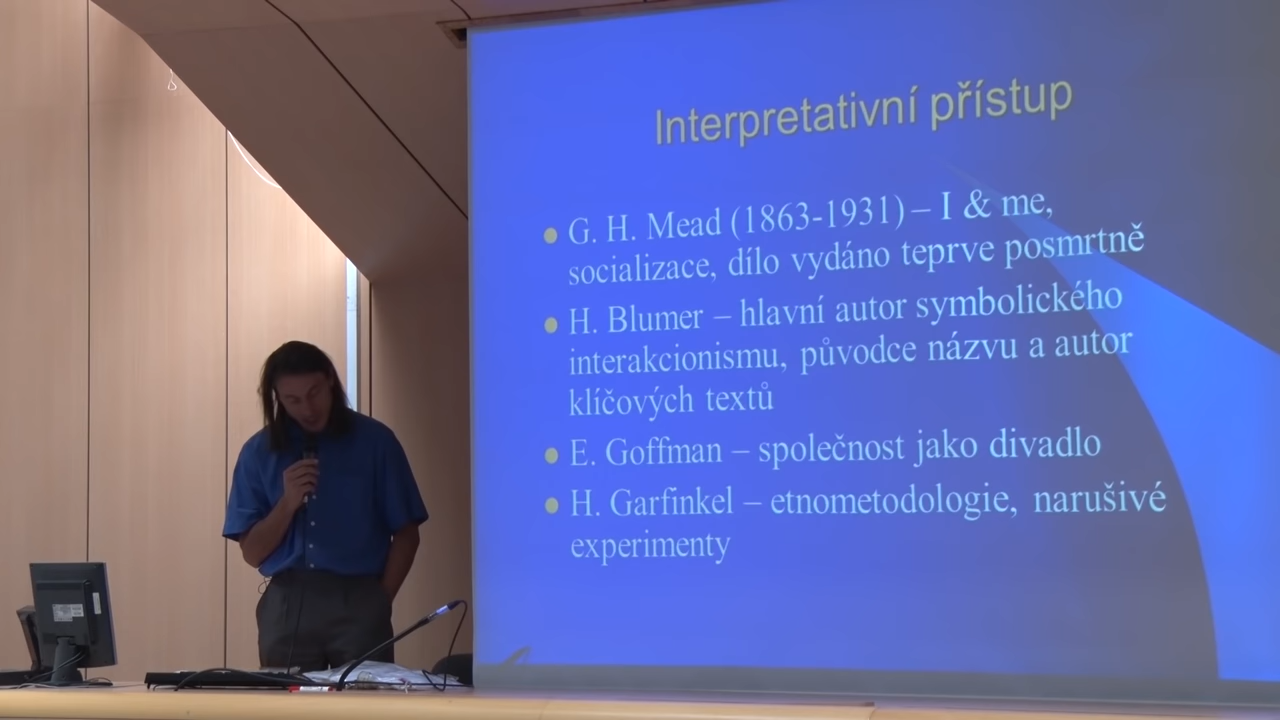 Interpretativní přístup
G. H. Mead (1863-1931) – I & me,
socializace, dílo vydáno teprve posmrtně
H. Blumer – hlavní autor symbolického
interakcionismu, původce názvu a autor
klíčových textů
E. Goffman – společnost jako divadlo
H. Garfinkel – etnometodologie, narušivé
experimenty